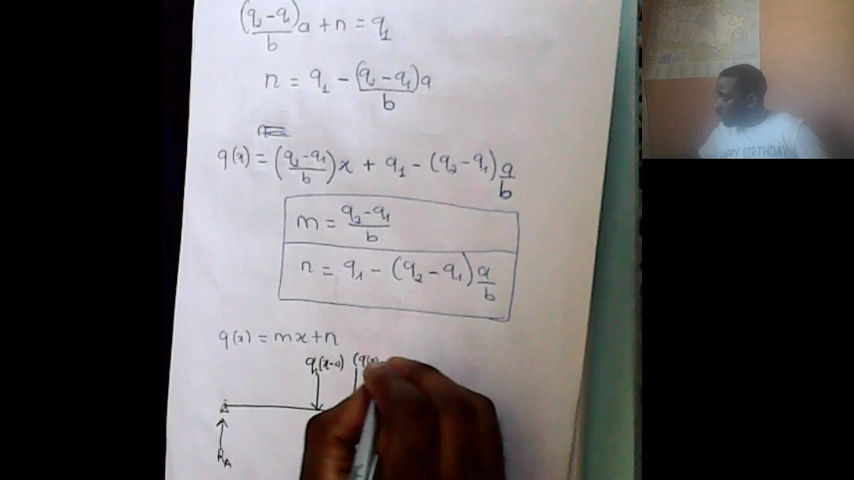 (q₂-q₁)/b a + n = q₁
n = q₁ - (q₂-q₁)a/b
q(x) = (q₂-q₁/b)x + q₁ - (q₂-q₁)a/b
m = q₂-q₁/b
n = q₁ - (q₂-q₁)a/b
q(x) = mx+n
q₁(x-a) (q(x)-
A
R_A
HAPPY BIRTHDAY